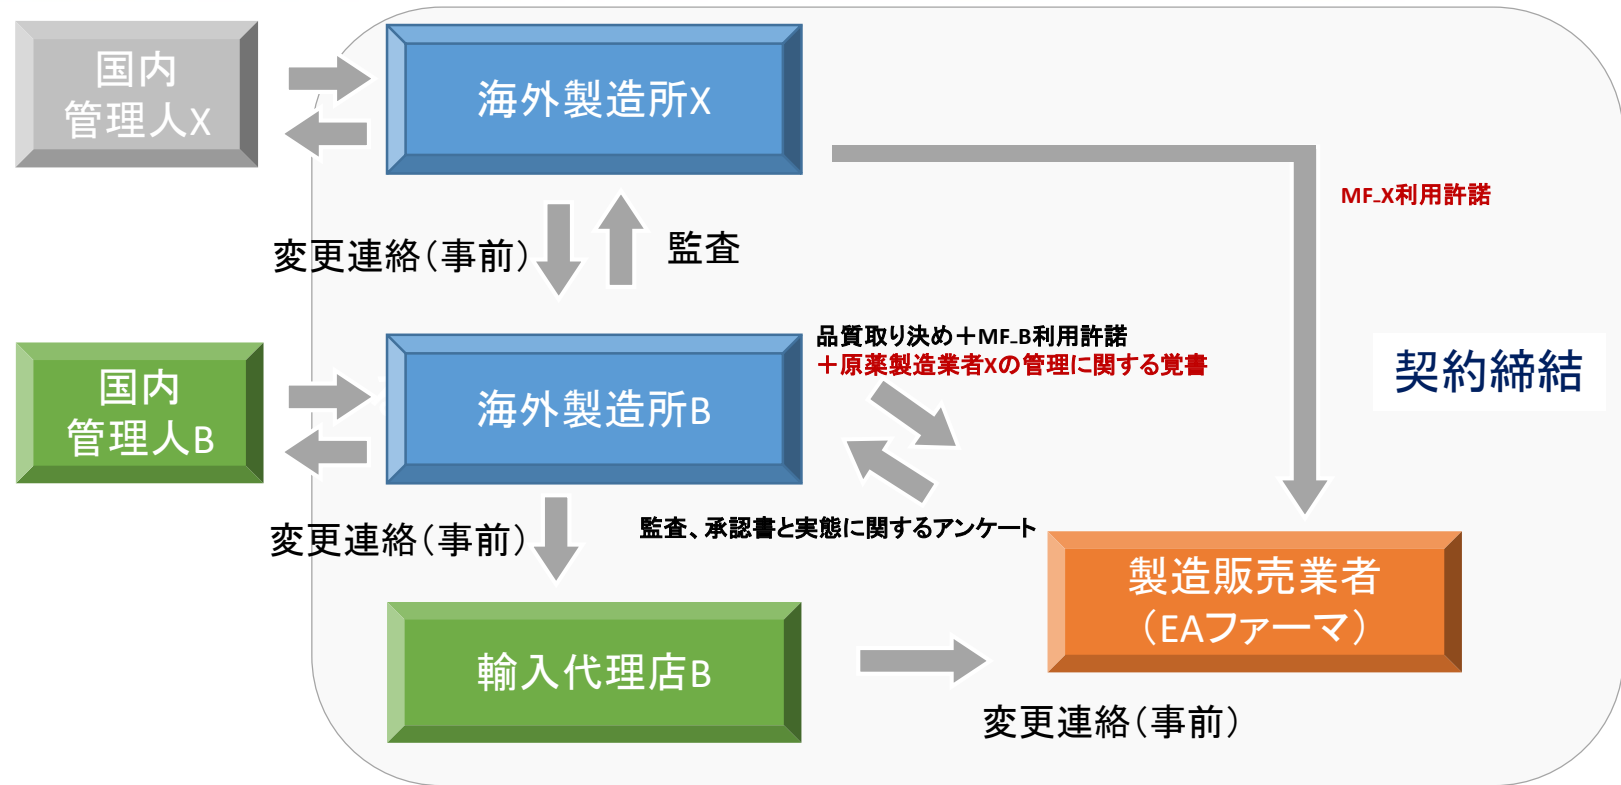 国内
管理人X
海外製造所X
MF-X利用許諾
変更連絡(事前)
監査
国内
管理人B
海外製造所B
品質取り決め＋MF-B利用許諾
＋原薬製造業者Xの管理に関する覚書
契約締結
変更連絡(事前)
監査、承認書と実態に関するアンケート
製造販売業者
（EAファーマ）
輸入代理店B
変更連絡(事前)